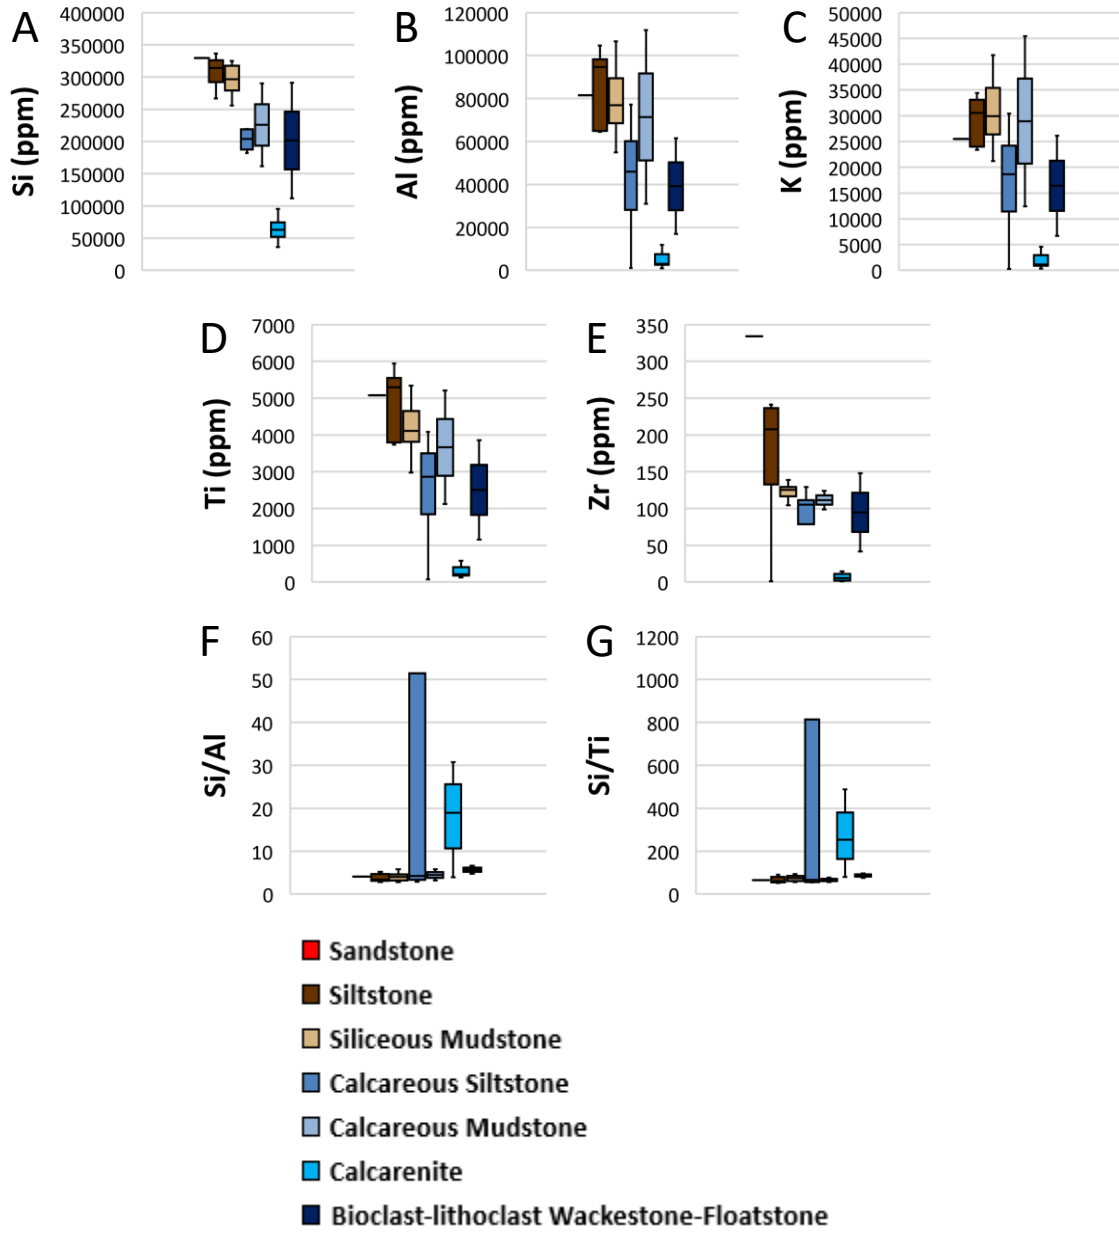 A
Si (ppm)
400000
350000
300000
250000
200000
150000
100000
50000
0
B
Al (ppm)
120000
100000
80000
60000
40000
20000
0
C
K (ppm)
50000
45000
40000
35000
30000
25000
20000
15000
10000
5000
0
D
Ti (ppm)
7000
6000
5000
4000
3000
2000
1000
0
E
Zr (ppm)
350
300
250
200
150
100
50
0
F
Si/Al
60
50
40
30
20
10
0
G
Si/Ti
1200
1000
800
600
400
200
0
Sandstone
Siltstone
Siliceous Mudstone
Calcareous Siltstone
Calcareous Mudstone
Calcarenite
Bioclast-lithoclast Wackestone-Floatstone